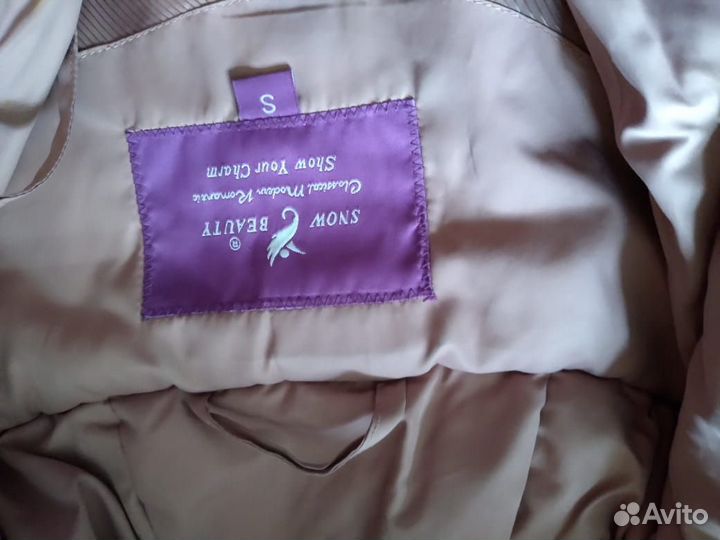 SNOW BEAUTY®
Classical Modern Romantic
Show Your Charm
S
Avito